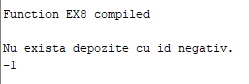 Function EX8 compiled
Nu exista depozite cu id negativ.
-1